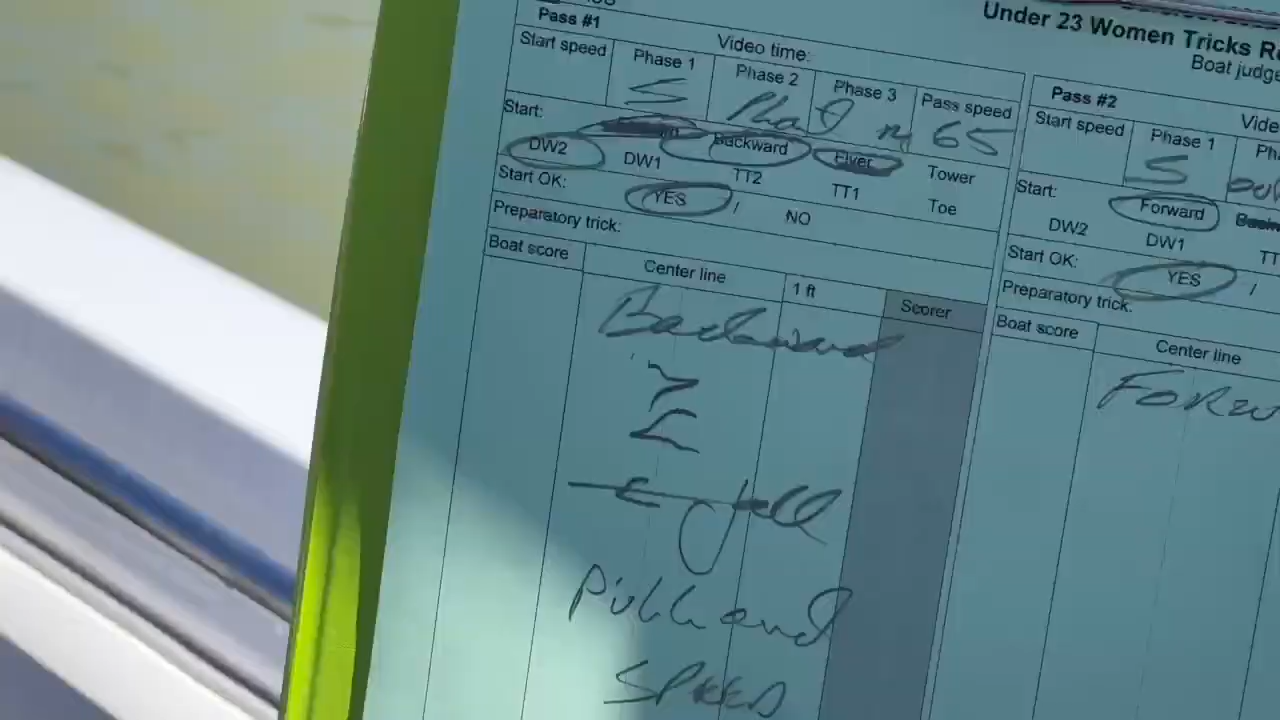 Under 23 Women Tricks
Boat judge
Pass #1
Video time:
Start speed
Phase 1
Phase 2
Phase 3
Pass speed
S
65
Start:
Backward
Flyer
Tower
DW2
DW1
TT2
TT1
Toe
Start OK:
YES
/
NO
Preparatory trick:
Boat score
Center line
1 ft
Scorer
Backward
fell
and
SPEED
Pass #2
Start speed
Phase 1
S
Start:
Forward
DW2
DW1
Start OK:
YES
/
Preparatory trick:
Boat score
Center line